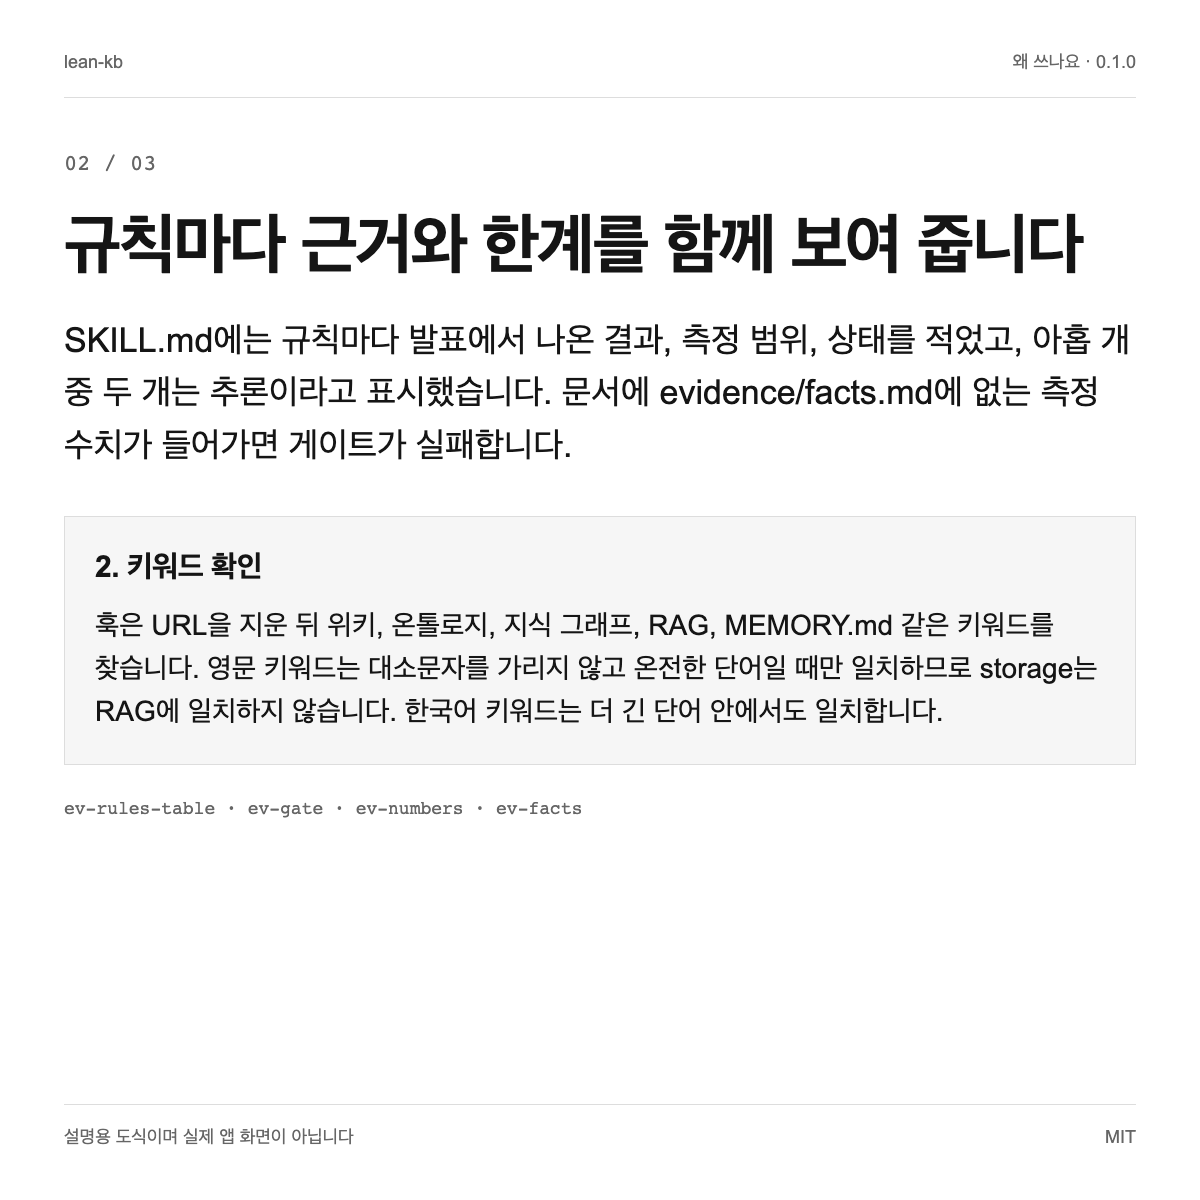 lean-kb
왜 쓰나요 · 0.1.0
02 / 03
규칙마다 근거와 한계를 함께 보여 줍니다
SKILL.md에는 규칙마다 발표에서 나온 결과, 측정 범위, 상태를 적었고, 아홉 개
중 두 개는 추론이라고 표시했습니다. 문서에 evidence/facts.md에 없는 측정
수치가 들어가면 게이트가 실패합니다.
2. 키워드 확인
훅은 URL을 지운 뒤 위키, 온톨로지, 지식 그래프, RAG, MEMORY.md 같은 키워드를
찾습니다. 영문 키워드는 대소문자를 가리지 않고 온전한 단어일 때만 일치하므로 storage는
RAG에 일치하지 않습니다. 한국어 키워드는 더 긴 단어 안에서도 일치합니다.
ev-rules-table · ev-gate · ev-numbers · ev-facts
설명용 도식이며 실제 앱 화면이 아닙니다
MIT